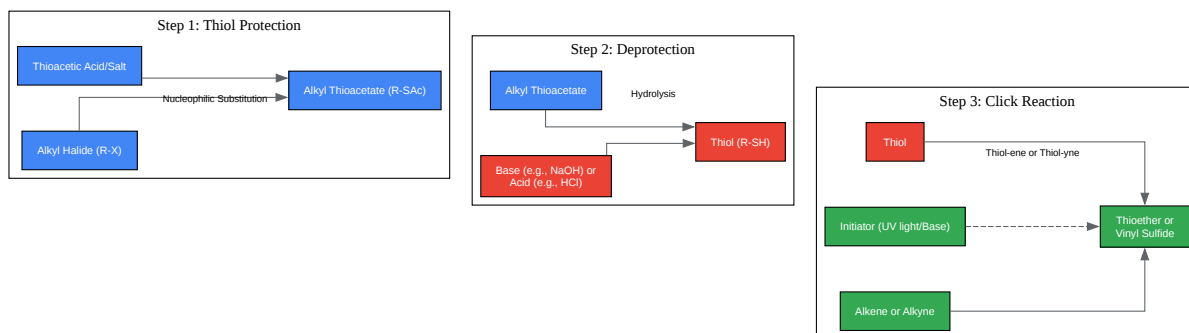 Step 1: Thiol Protection
Thioacetic Acid/Salt
Alkyl Thioacetate (R-SAc)
Nucleophilic Substitution
Alkyl Halide (R-X)
Step 2: Deprotection
Alkyl Thioacetate
Hydrolysis
Thiol (R-SH)
Base (e.g., NaOH) or
Acid (e.g., HCl)
Step 3: Click Reaction
Thiol
Thiol-ene or Thiol-yne
Initiator (UV light/Base)
Thioether or
Vinyl Sulfide
Alkene or Alkyne